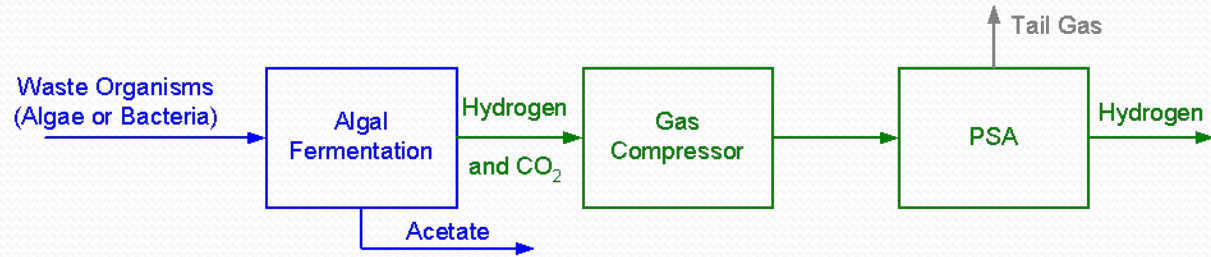 Tail Gas
Waste Organisms
(Algae or Bacteria)
Algal
Fermentation
Hydrogen
and CO₂
Gas
Compressor
PSA
Hydrogen
Acetate